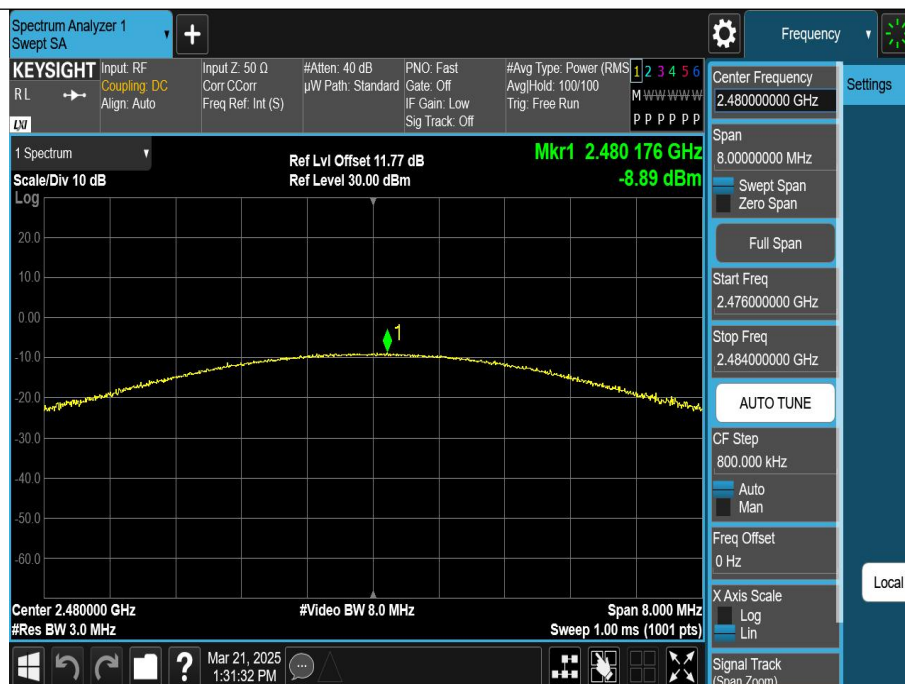 Spectrum Analyzer 1
Swept SA
Frequency
KEYSIGHT
RL
LXI
Input: RF
Coupling: DC
Align: Auto
Input Z: 50 Ω
Corr CCorr
Freq Ref: Int (S)
#Atten: 40 dB
µW Path: Standard
PNO: Fast
Gate: Off
IF Gain: Low
Sig Track: Off
#Avg Type: Power (RMS
Avg|Hold: 100/100
Trig: Free Run
1 2 3 4 5 6
M W W W W W
P P P P P P
1 Spectrum
Scale/Div 10 dB
Log
Ref Lvl Offset 11.77 dB
Ref Level 30.00 dBm
Mkr1 2.480 176 GHz
-8.89 dBm
20.0
10.0
0.00
-10.0
-20.0
-30.0
-40.0
-50.0
-60.0
1
Center 2.480000 GHz
#Res BW 3.0 MHz
#Video BW 8.0 MHz
Span 8.000 MHz
Sweep 1.00 ms (1001 pts)
?
Mar 21, 2025
1:31:32 PM
Center Frequency
2.480000000 GHz
Span
8.00000000 MHz
Swept Span
Zero Span
Full Span
Start Freq
2.476000000 GHz
Stop Freq
2.484000000 GHz
AUTO TUNE
CF Step
800.000 kHz
Auto
Man
Freq Offset
0 Hz
X Axis Scale
Log
Lin
Signal Track
(Span Zoom)
Settings
Local